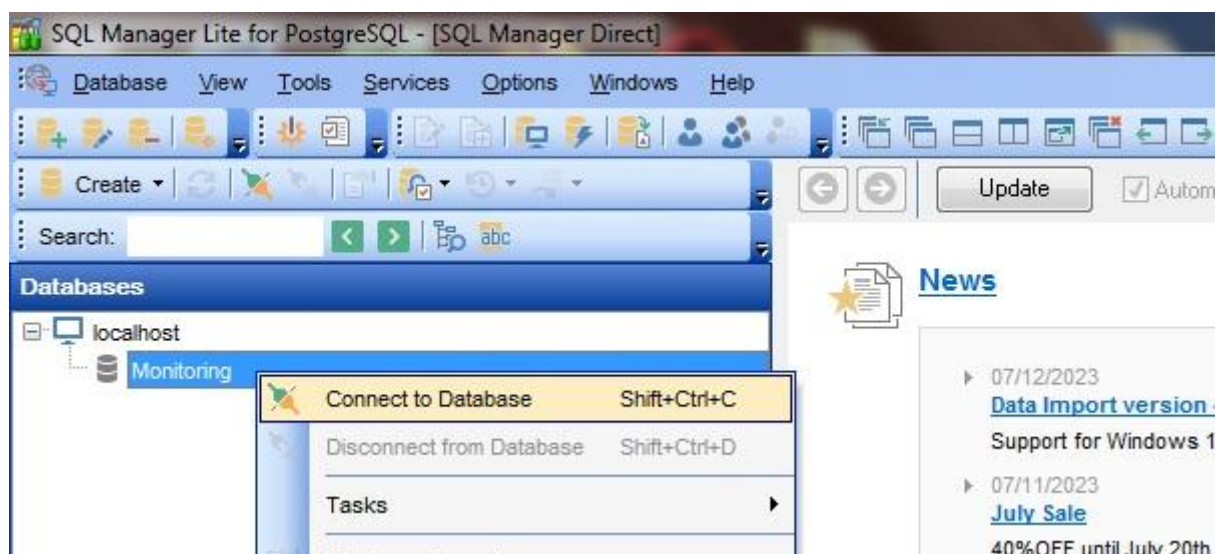 SQL Manager Lite for PostgreSQL - [SQL Manager Direct]
Database View Tools Services Options Windows Help
Create
Update
Autom
Search:
abc
Databases
News
localhost
Monitoring
07/12/2023
Connect to Database Shift+Ctrl+C
Data Import version
Disconnect from Database Shift+Ctrl+D
Support for Windows 1
Tasks
07/11/2023
July Sale
40%OFF until July 20th